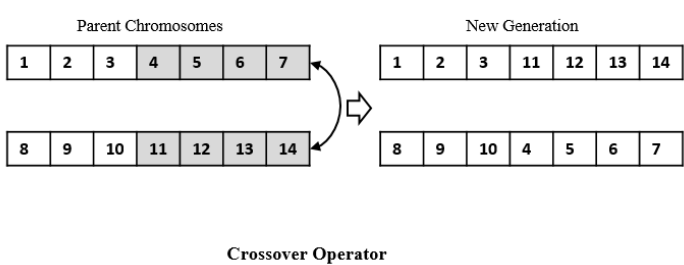 Parent Chromosomes New Generation
1 2 3 4 5 6 7 1 2 3 11 12 13 14
8 9 10 11 12 13 14 8 9 10 4 5 6 7
Crossover Operator